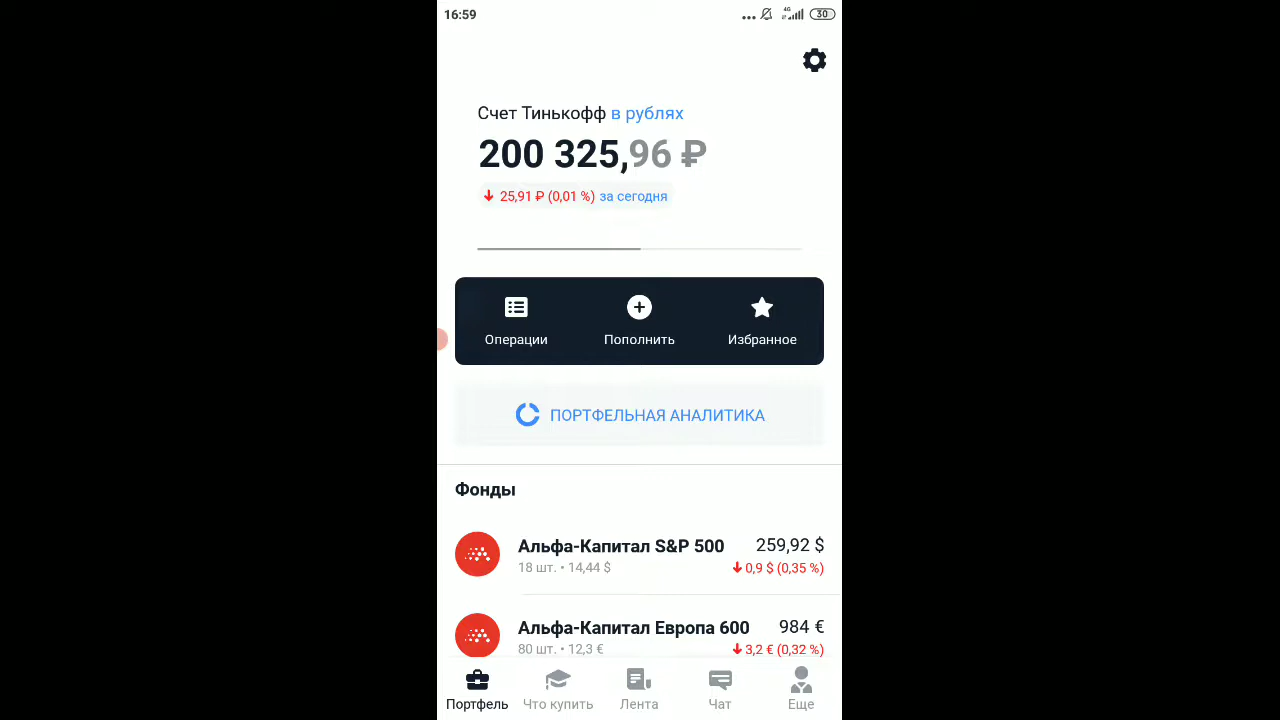 16:59
4G
30
Счет Тинькофф в рублях
200 325,96 ₽
25,91 ₽ (0,01 %) за сегодня
Операции
Пополнить
Избранное
ПОРТФЕЛЬНАЯ АНАЛИТИКА
Фонды
Альфа-Капитал S&P 500
259,92 $
18 шт. • 14,44 $
0,9 $ (0,35 %)
Альфа-Капитал Европа 600
984 €
80 шт. • 12,3 €
3,2 € (0,32 %)
Портфель
Что купить
Лента
Чат
Еще